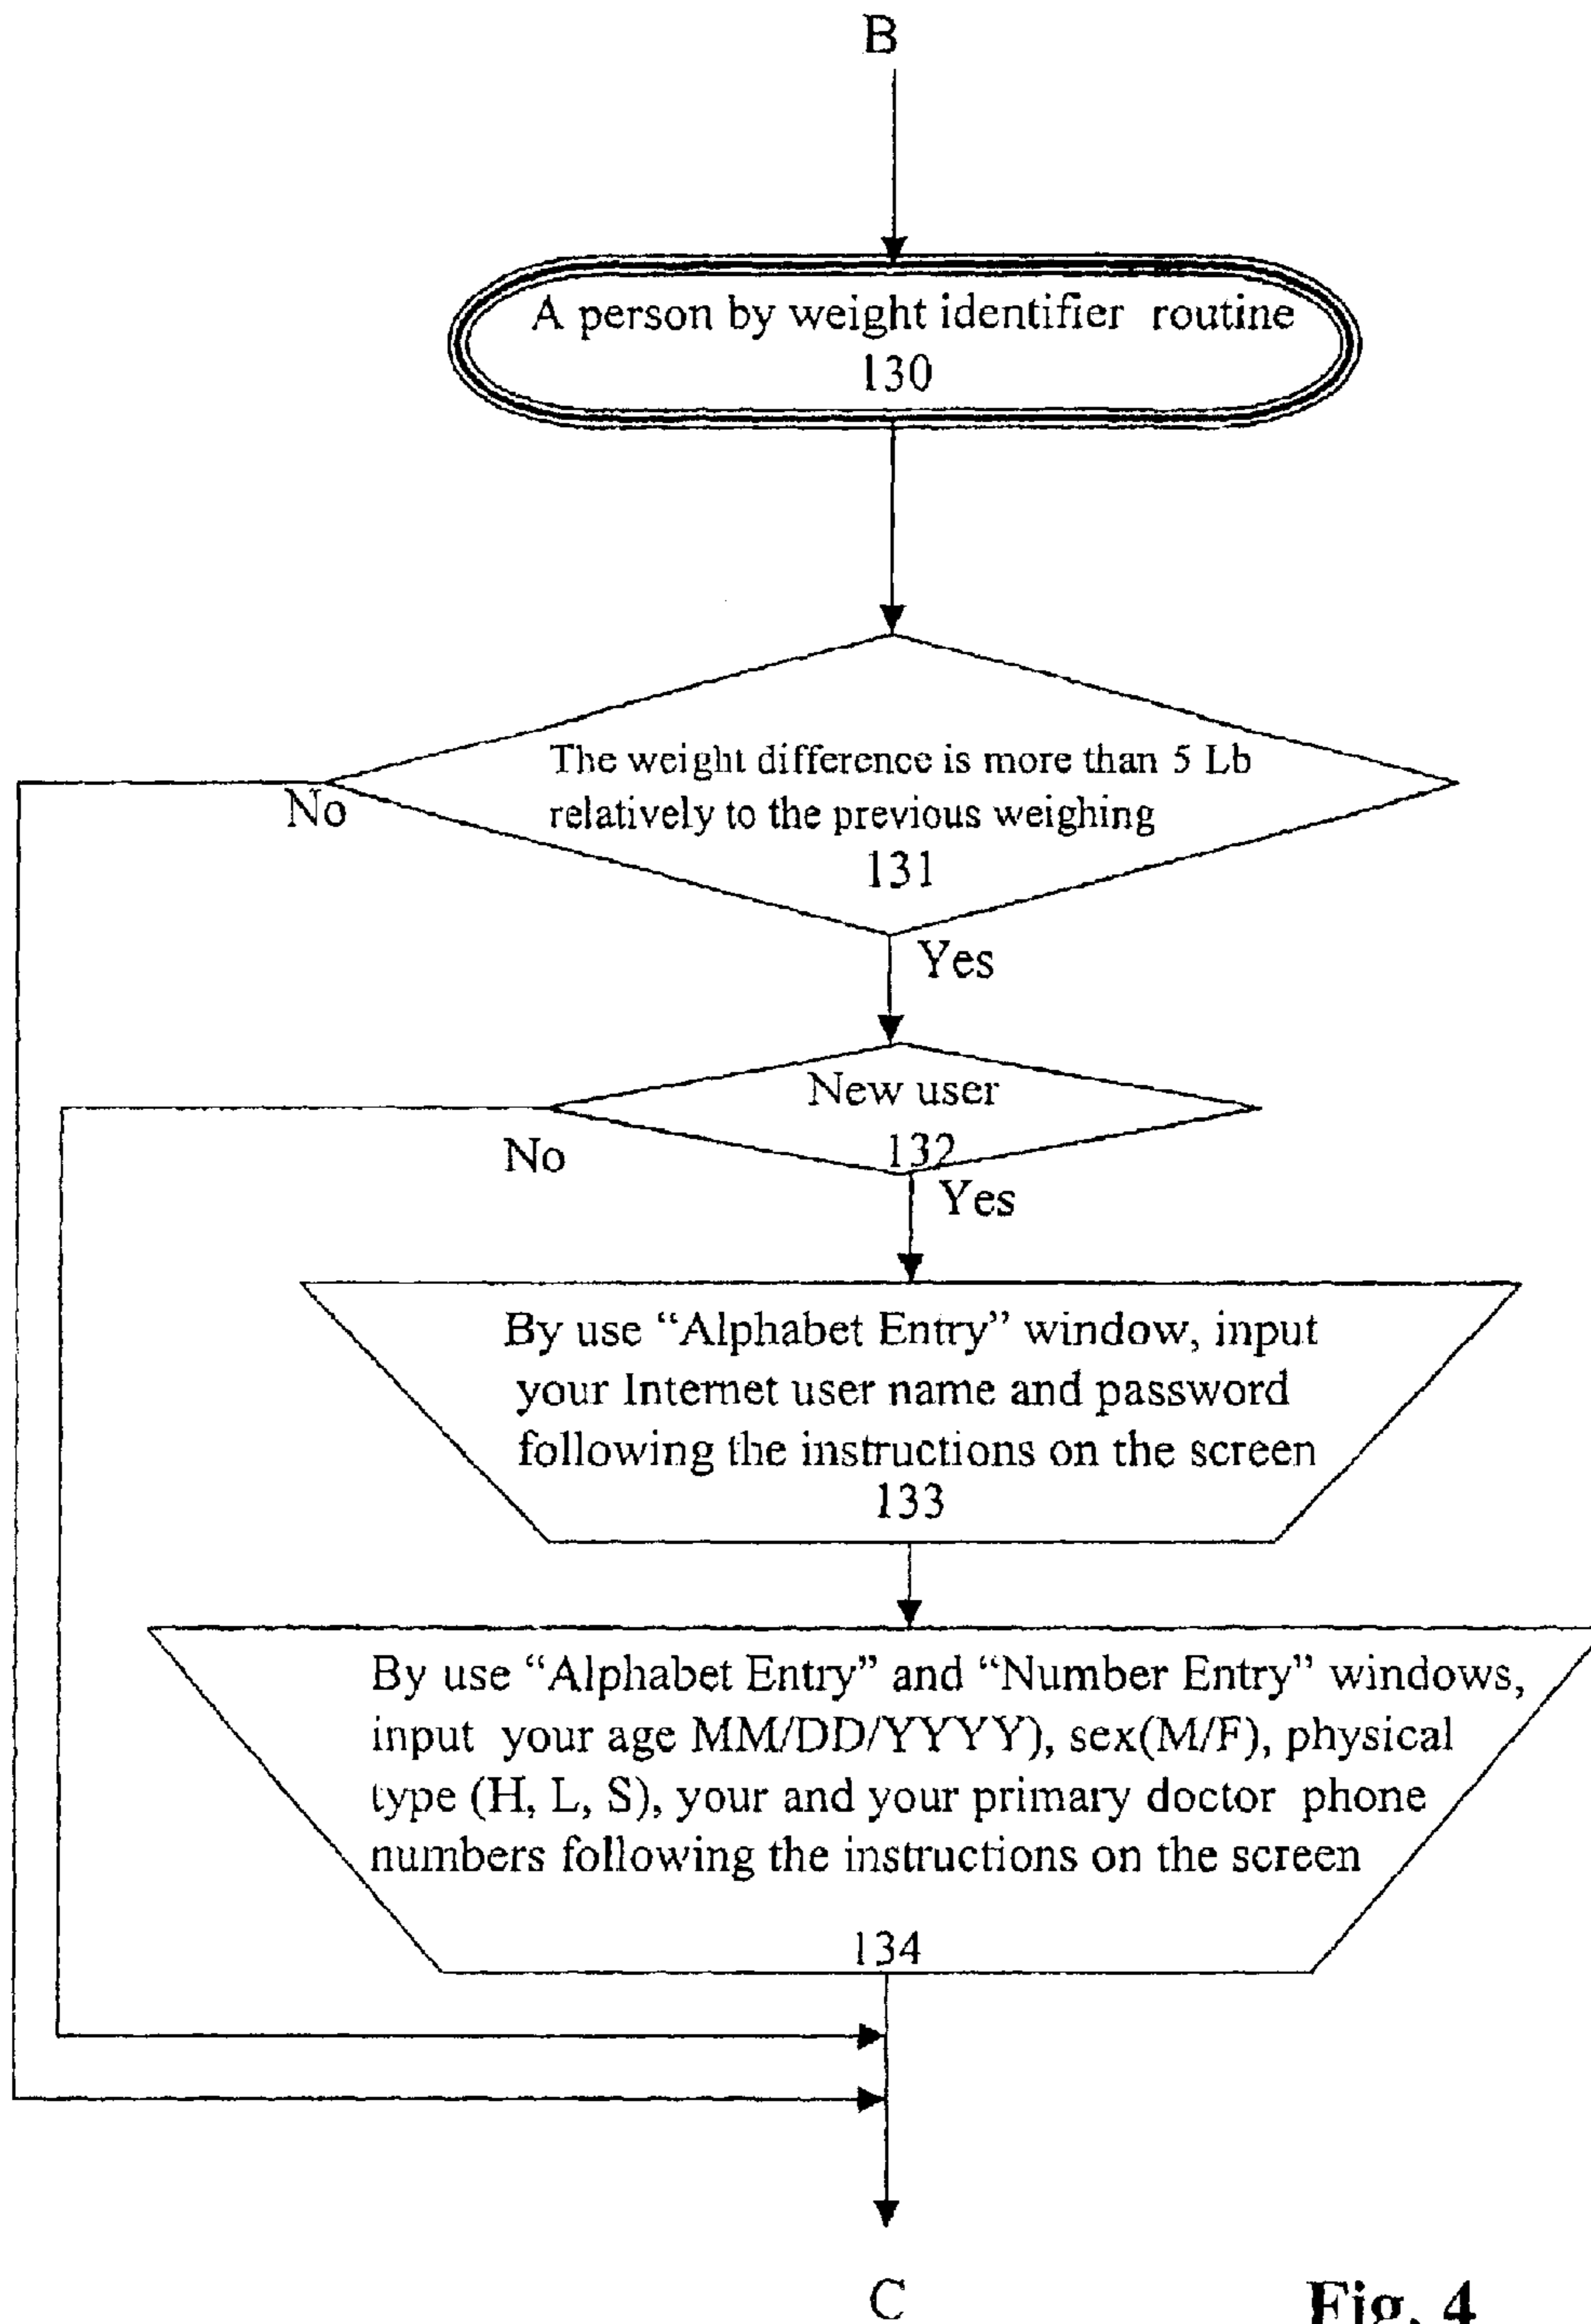 B
A person by weight identifier routine
130
The weight difference is more than 5 Lb
relatively to the previous weighing
131
No
Yes
New user
132
No
Yes
By use “Alphabet Entry” window, input
your Internet user name and password
following the instructions on the screen
133
By use “Alphabet Entry” and “Number Entry” windows,
input your age MM/DD/YYYY), sex(M/F), physical
type (H, L, S), your and your primary doctor phone
numbers following the instructions on the screen
134
C
Fig. 4